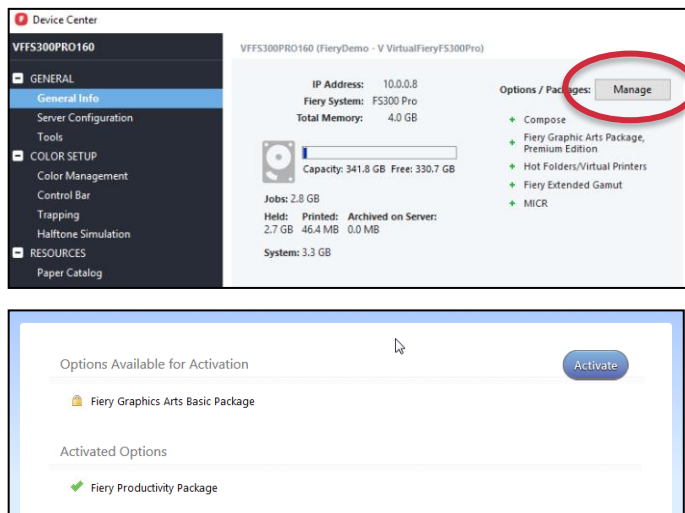 Device Center
VFFS300PRO160
GENERAL
General Info
Server Configuration
Tools
COLOR SETUP
Color Management
Control Bar
Trapping
Halftone Simulation
RESOURCES
Paper Catalog
VFFS300PRO160 (FieryDemo - V VirtualFieryFS300Pro)
IP Address: 10.0.0.8
Fiery System: FS300 Pro
Total Memory: 4.0 GB
Capacity: 341.8 GB Free: 330.7 GB
Jobs: 2.8 GB
Held: Printed: Archived on Server:
2.7 GB 46.4 MB 0.0 MB
System: 3.3 GB
Options / Packages: Manage
Compose
Fiery Graphic Arts Package,
Premium Edition
Hot Folders/Virtual Printers
Fiery Extended Gamut
MICR
Options Available for Activation
Activate
Fiery Graphics Arts Basic Package
Activated Options
Fiery Productivity Package